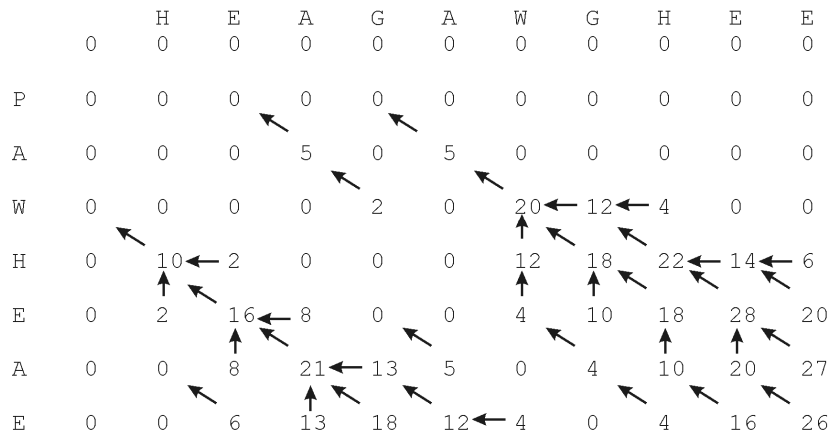 H E A G A W G H E E
0 0 0 0 0 0 0 0 0 0 0
P 0 0 0 0 0 0 0 0 0 0 0
A 0 0 0 5 0 5 0 0 0 0 0
W 0 0 0 0 2 0 20 12 4 0 0
H 0 10 2 0 0 0 12 18 22 14 6
E 0 2 16 8 0 0 4 10 18 28 20
A 0 0 8 21 13 5 0 4 10 20 27
E 0 0 6 13 18 12 4 0 4 16 26